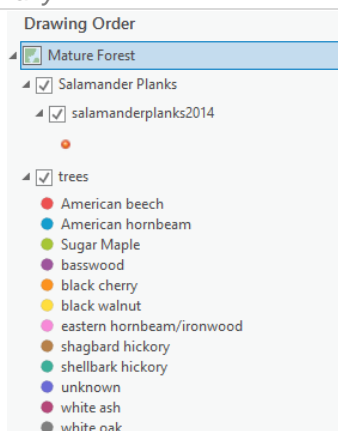 Drawing Order
Mature Forest
Salamander Planks
salamanderplanks2014
trees
American beech
American hornbeam
Sugar Maple
basswood
black cherry
black walnut
eastern hornbeam/ironwood
shagbard hickory
shellbark hickory
unknown
white ash
white oak